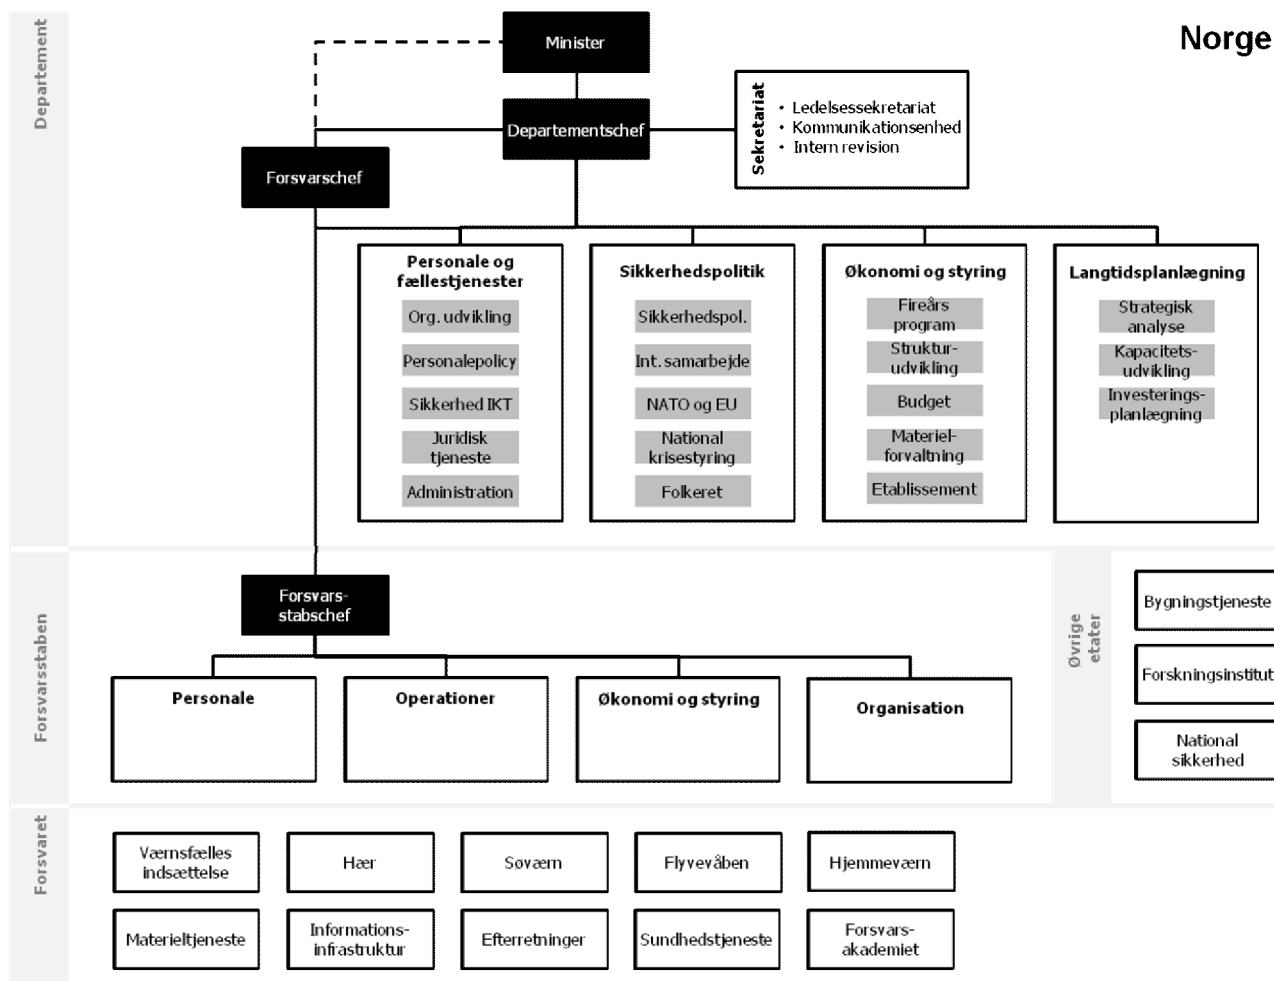 Norge
Departement
Minister
Departementschef
Sekretariat
• Ledelsessekretariat
• Kommunikationsenhed
• Intern revision
Forsvarschef
Personale og
fællestjenester
Org. udvikling
Personalepolicy
Sikkerhed IKT
Juridisk
tjeneste
Administration
Sikkerhedspolitik
Sikkerhedspol.
Int. samarbejde
NATO og EU
National
krisestyring
Folkeret
Økonomi og styring
Fireårs
program
Struktur-
udvikling
Budget
Materiel-
forvaltning
Etablissement
Langtidsplanlægning
Strategisk
analyse
Kapacitets-
udvikling
Investerings-
planlægning
Forsvarsstaben
Forsvars-
stabschef
Personale
Operationer
Økonomi og styring
Organisation
Øvrige
etater
Bygningstjeneste
Forskningsinstitut
National
sikkerhed
Forsvaret
Værnsfælles
indsættelse
Hær
Søværn
Flyvevåben
Hjemmeværn
Materieltjeneste
Informations-
infrastruktur
Efterretninger
Sundhedstjeneste
Forsvars-
akademiet